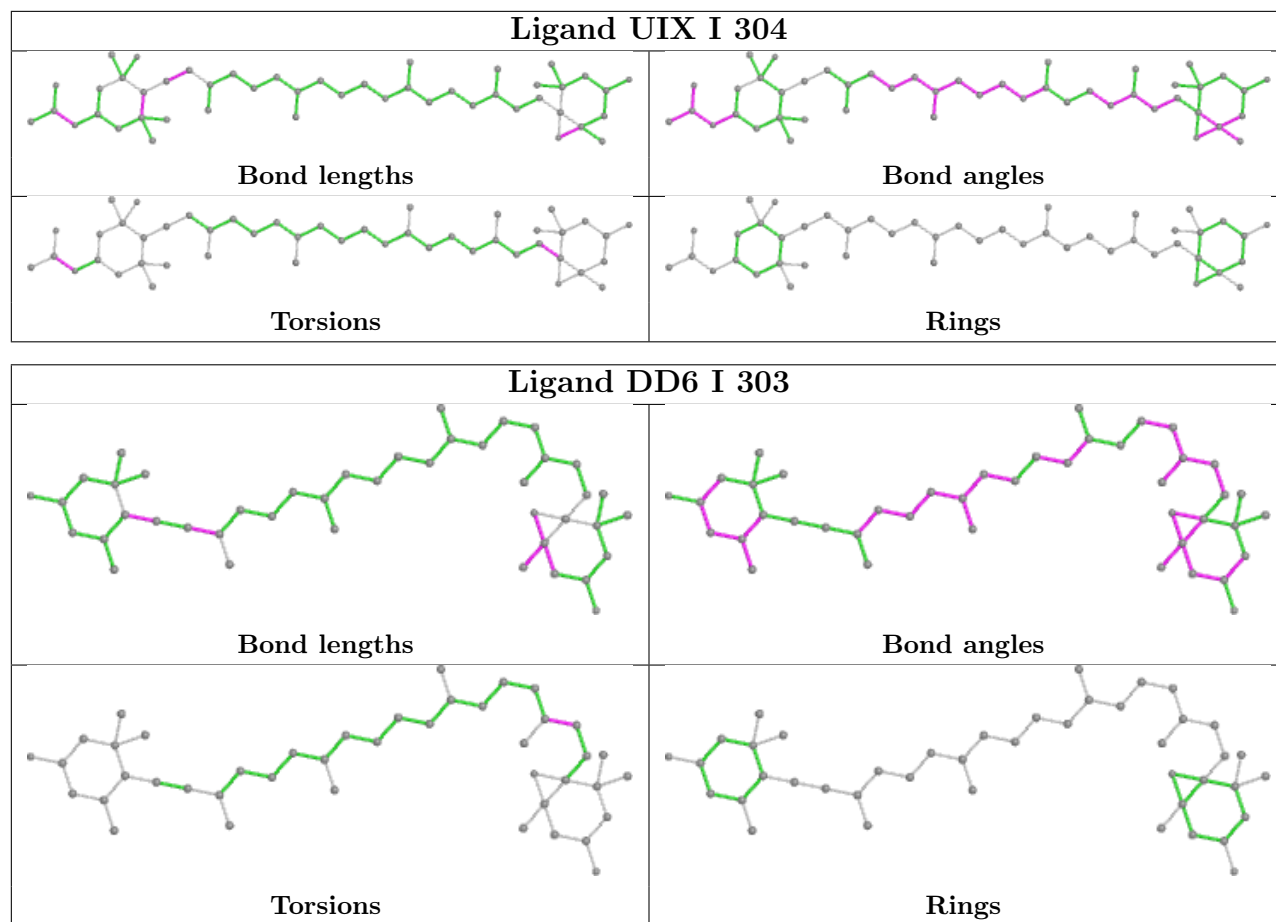 Ligand UIX I 304
Bond lengths
Bond angles
Torsions
Rings
Ligand DD6 I 303
Bond lengths
Bond angles
Torsions
Rings